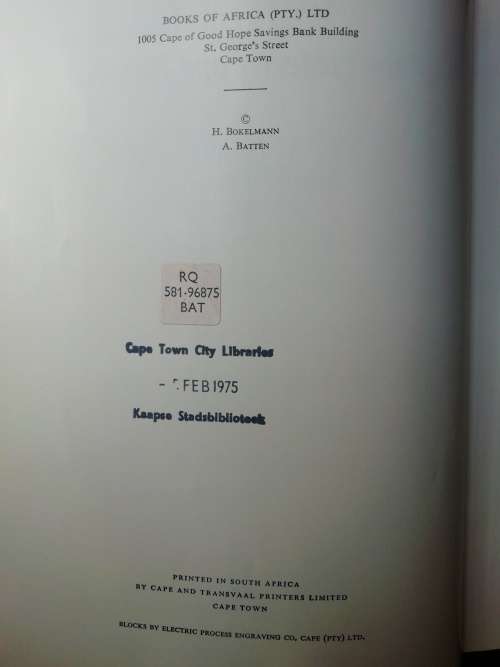 BOOKS OF AFRICA (PTY.) LTD
1005 Cape of Good Hope Savings Bank Building
St. George's Street
Cape Town
©
H. BOKELMANN
A. BATTEN
RQ
581·96875
BAT
Cape Town City Libraries
FEB 1975
Kaapse Stadsbiblioteek
PRINTED IN SOUTH AFRICA
BY CAPE AND TRANSVAAL PRINTERS LIMITED
CAPE TOWN
BLOCKS BY ELECTRIC PROCESS ENGRAVING CO, CAPE (PTY) LTD.